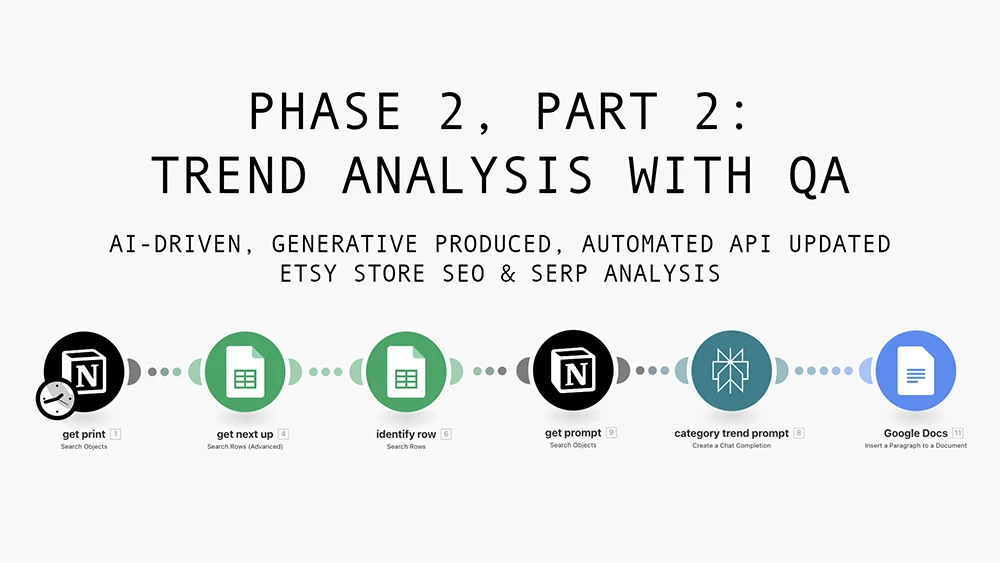 PHASE 2, PART 2:
TREND ANALYSIS WITH QA
AI-DRIVEN, GENERATIVE PRODUCED, AUTOMATED API UPDATED
ETSY STORE SEO & SERP ANALYSIS
N
get print 1
Search Objects
get next up 4
Search Rows (Advanced)
identify row 6
Search Rows
N
get prompt 9
Search Objects
category trend prompt 8
Create a Chat Completion
Google Docs 11
Insert a Paragraph to a Document